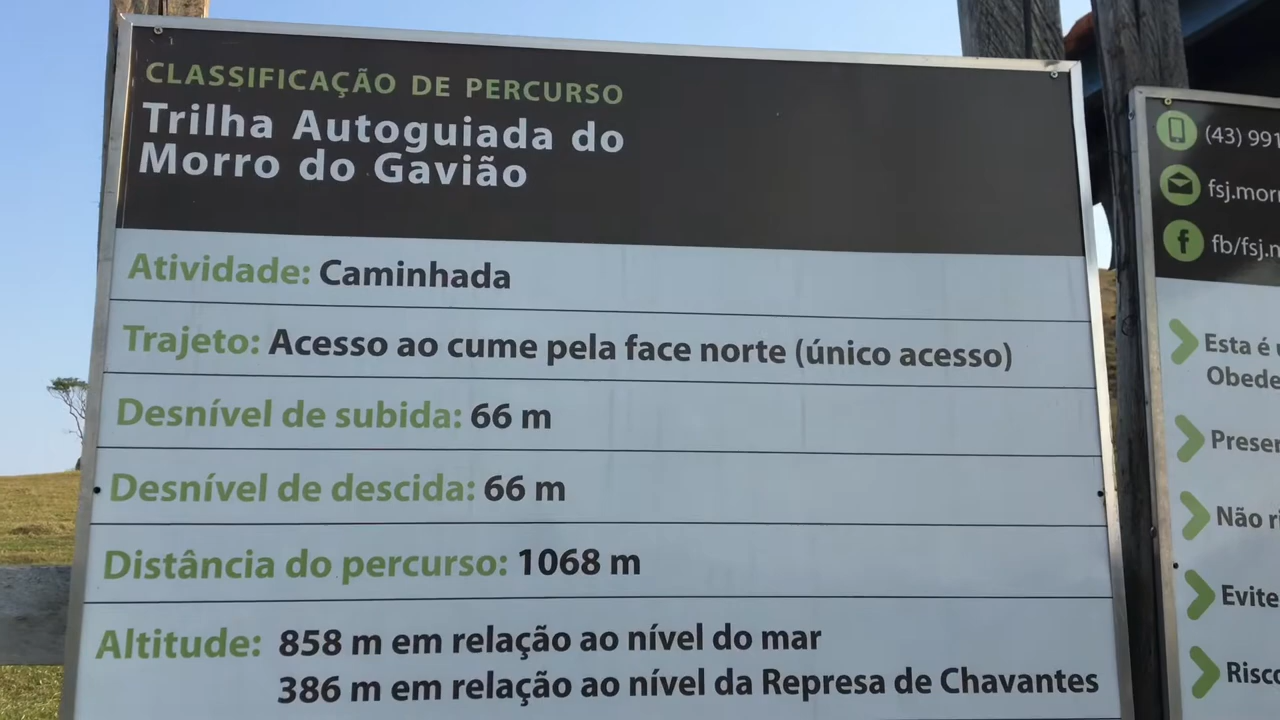 CLASSIFICAÇÃO DE PERCURSO
Trilha Autoguiada do
Morro do Gavião
Atividade: Caminhada
Trajeto: Acesso ao cume pela face norte (único acesso)
Desnível de subida: 66 m
Desnível de descida: 66 m
Distância do percurso: 1068 m
Altitude: 858 m em relação ao nível do mar
386 m em relação ao nível da Represa de Chavantes
(43) 991
fsj.mor
fb/fsj.
Esta é
Obede
Preser
Não ri
Evite
Risco